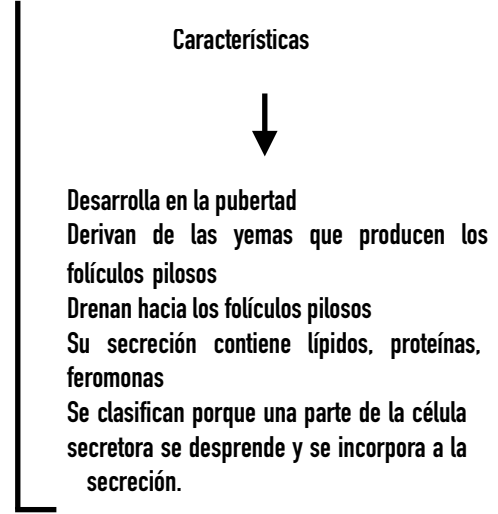 Características
Desarrolla en la pubertad
Derivan de las yemas que producen los
folículos pilosos
Drenan hacia los folículos pilosos
Su secreción contiene lípidos, proteínas,
feromonas
Se clasifican porque una parte de la célula
secretora se desprende y se incorpora a la
secreción.